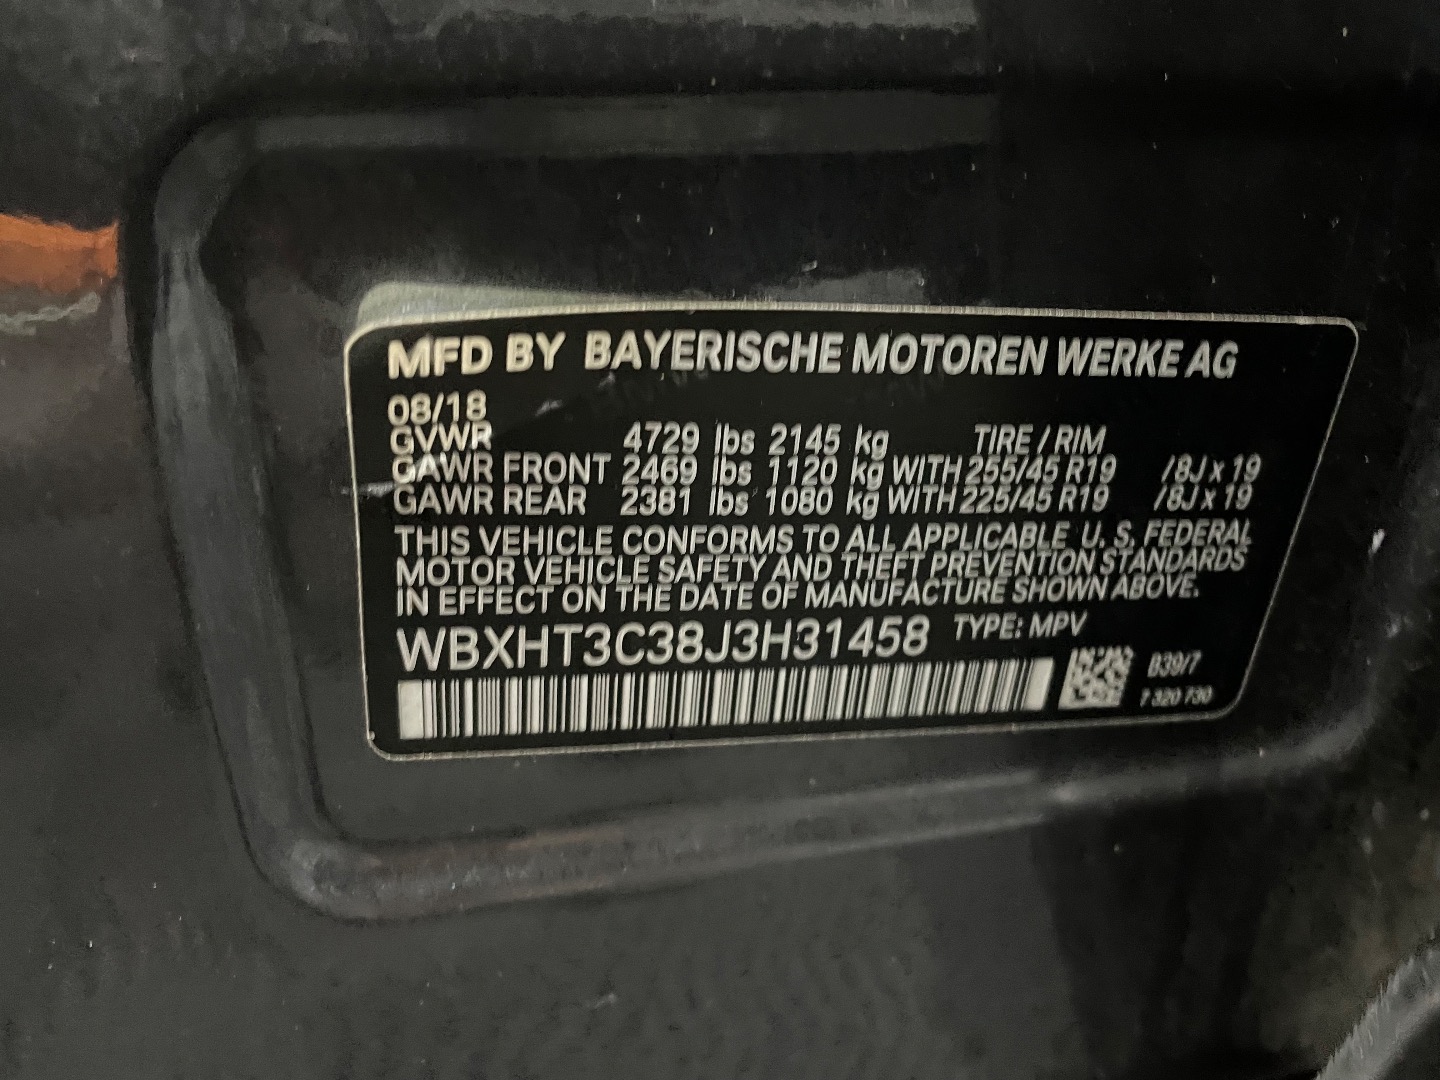 MFD BY BAYERISCHE MOTOREN WERKE AG
08/18
GVWR 4729 lbs 2145 kg TIRE / RIM
GAWR FRONT 2469 lbs 1120 kg WITH 255/45 R19 /8J x 19
GAWR REAR 2381 lbs 1080 kg WITH 225/45 R19 /8J x 19
THIS VEHICLE CONFORMS TO ALL APPLICABLE U. S. FEDERAL
MOTOR VEHICLE SAFETY AND THEFT PREVENTION STANDARDS
IN EFFECT ON THE DATE OF MANUFACTURE SHOWN ABOVE.
WBXHT3C38J3H31458 TYPE: MPV
B39/7
7 320 730